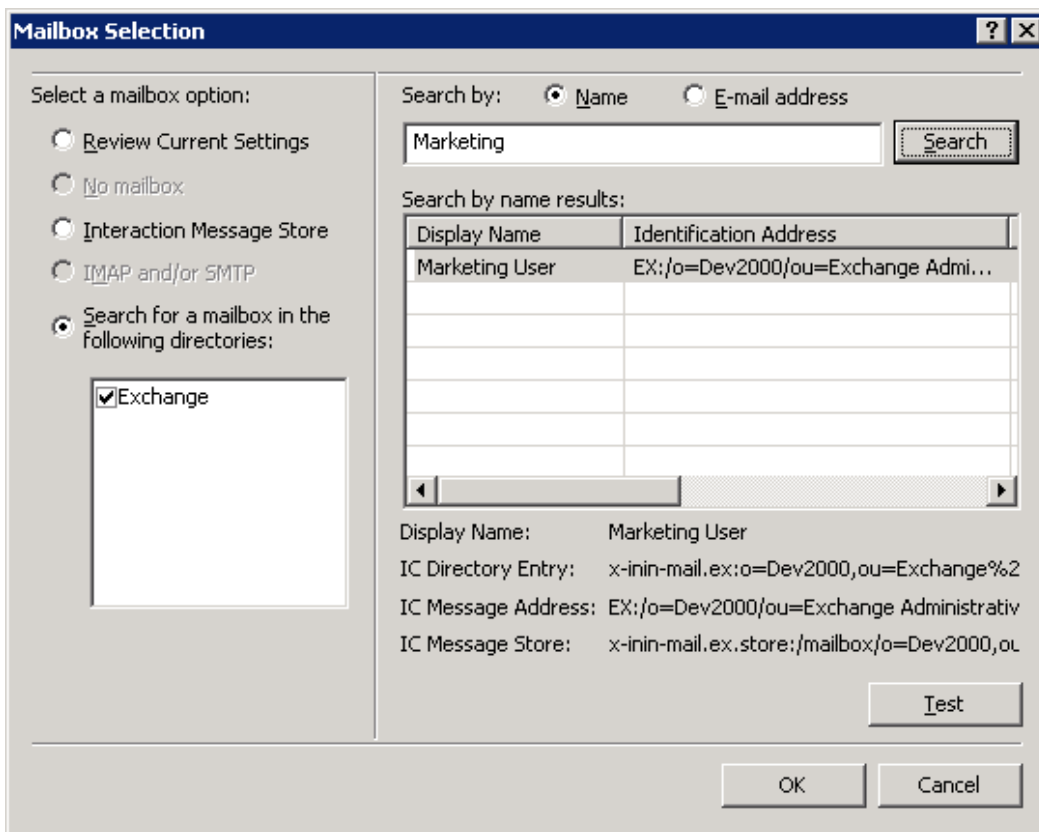 Mailbox Selection
Select a mailbox option:
Review Current Settings
No mailbox
Interaction Message Store
IMAP and/or SMTP
Search for a mailbox in the
following directories:
Exchange
Search by: Name E-mail address
Marketing Search
Search by name results:
Display Name Identification Address
Marketing User EX:/o=Dev2000/ou=Exchange Admi...
Display Name: Marketing User
IC Directory Entry: x-inin-mail.ex:o=Dev2000,ou=Exchange%2
IC Message Address: EX:/o=Dev2000/ou=Exchange Administrativ
IC Message Store: x-inin-mail.ex.store:/mailbox/o=Dev2000,ou
Test
OK Cancel